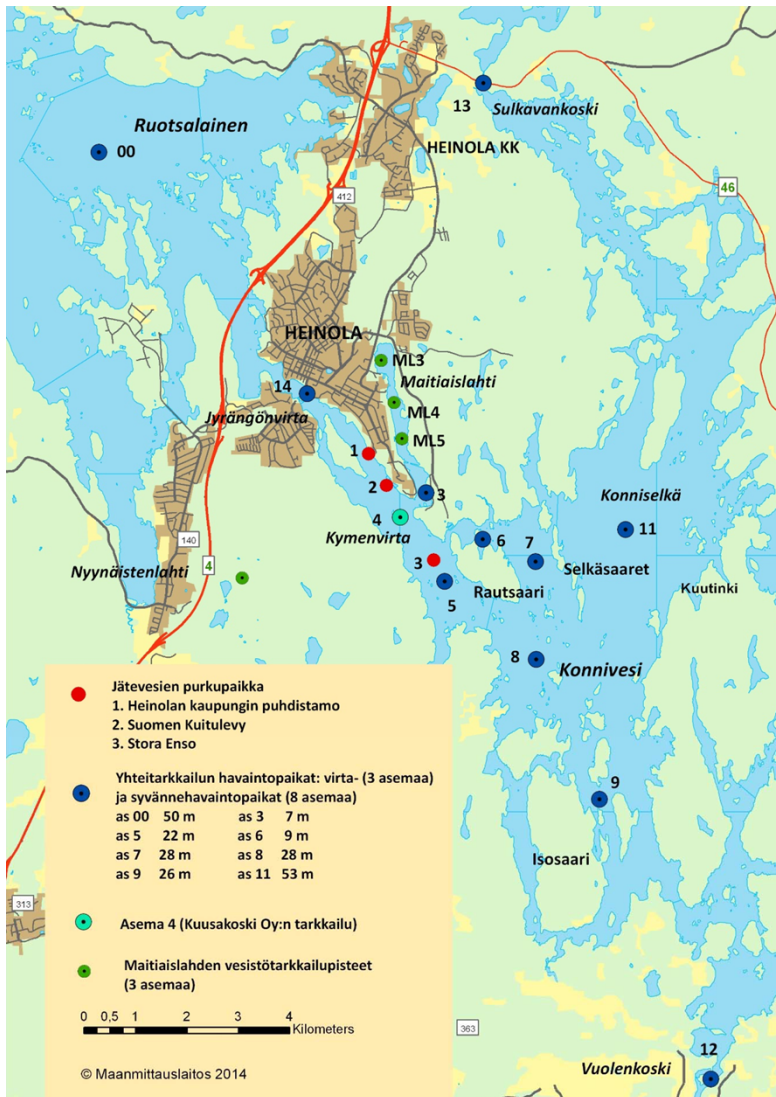 13
Sulkavankoski
Ruotsalainen
00
HEINOLA KK
46
412
HEINOLA
ML3
Maitiaislahti
14
ML4
Jyrängönvirta
ML5
1
2
3
Konniselkä
4
11
Kymenvirta
6
7
140
4
Nyynäistenlahti
3
Selkäsaaret
Rautsaari
Kuutinki
5
8
Konnivesi
9
Isosaari
Jätevesien purkupaikka
1. Heinolan kaupungin puhdistamo
2. Suomen Kuitulevy
3. Stora Enso
Yhteitarkkailun havaintopaikat: virta- (3 asemaa)
ja syvännehavaintopaikat (8 asemaa)
as 00 50 m as 3 7 m
as 5 22 m as 6 9 m
as 7 28 m as 8 28 m
as 9 26 m as 11 53 m
Asema 4 (Kuusakoski Oy:n tarkkailu)
Maitiaislahden vesistötarkkailupisteet
(3 asemaa)
0 0,5 1 2 3 4
Kilometers
© Maanmittauslaitos 2014
313
363
12
Vuolenkoski